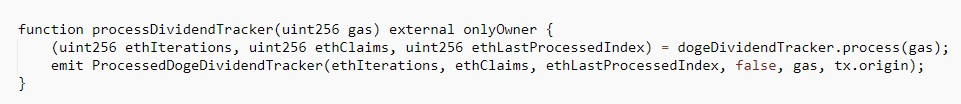 function processDividendTracker(uint256 gas) external onlyOwner {
    (uint256 ethIterations, uint256 ethClaims, uint256 ethLastProcessedIndex) = dogeDividendTracker.process(gas);
    emit ProcessedDogeDividendTracker(ethIterations, ethClaims, ethLastProcessedIndex, false, gas, tx.origin);
}